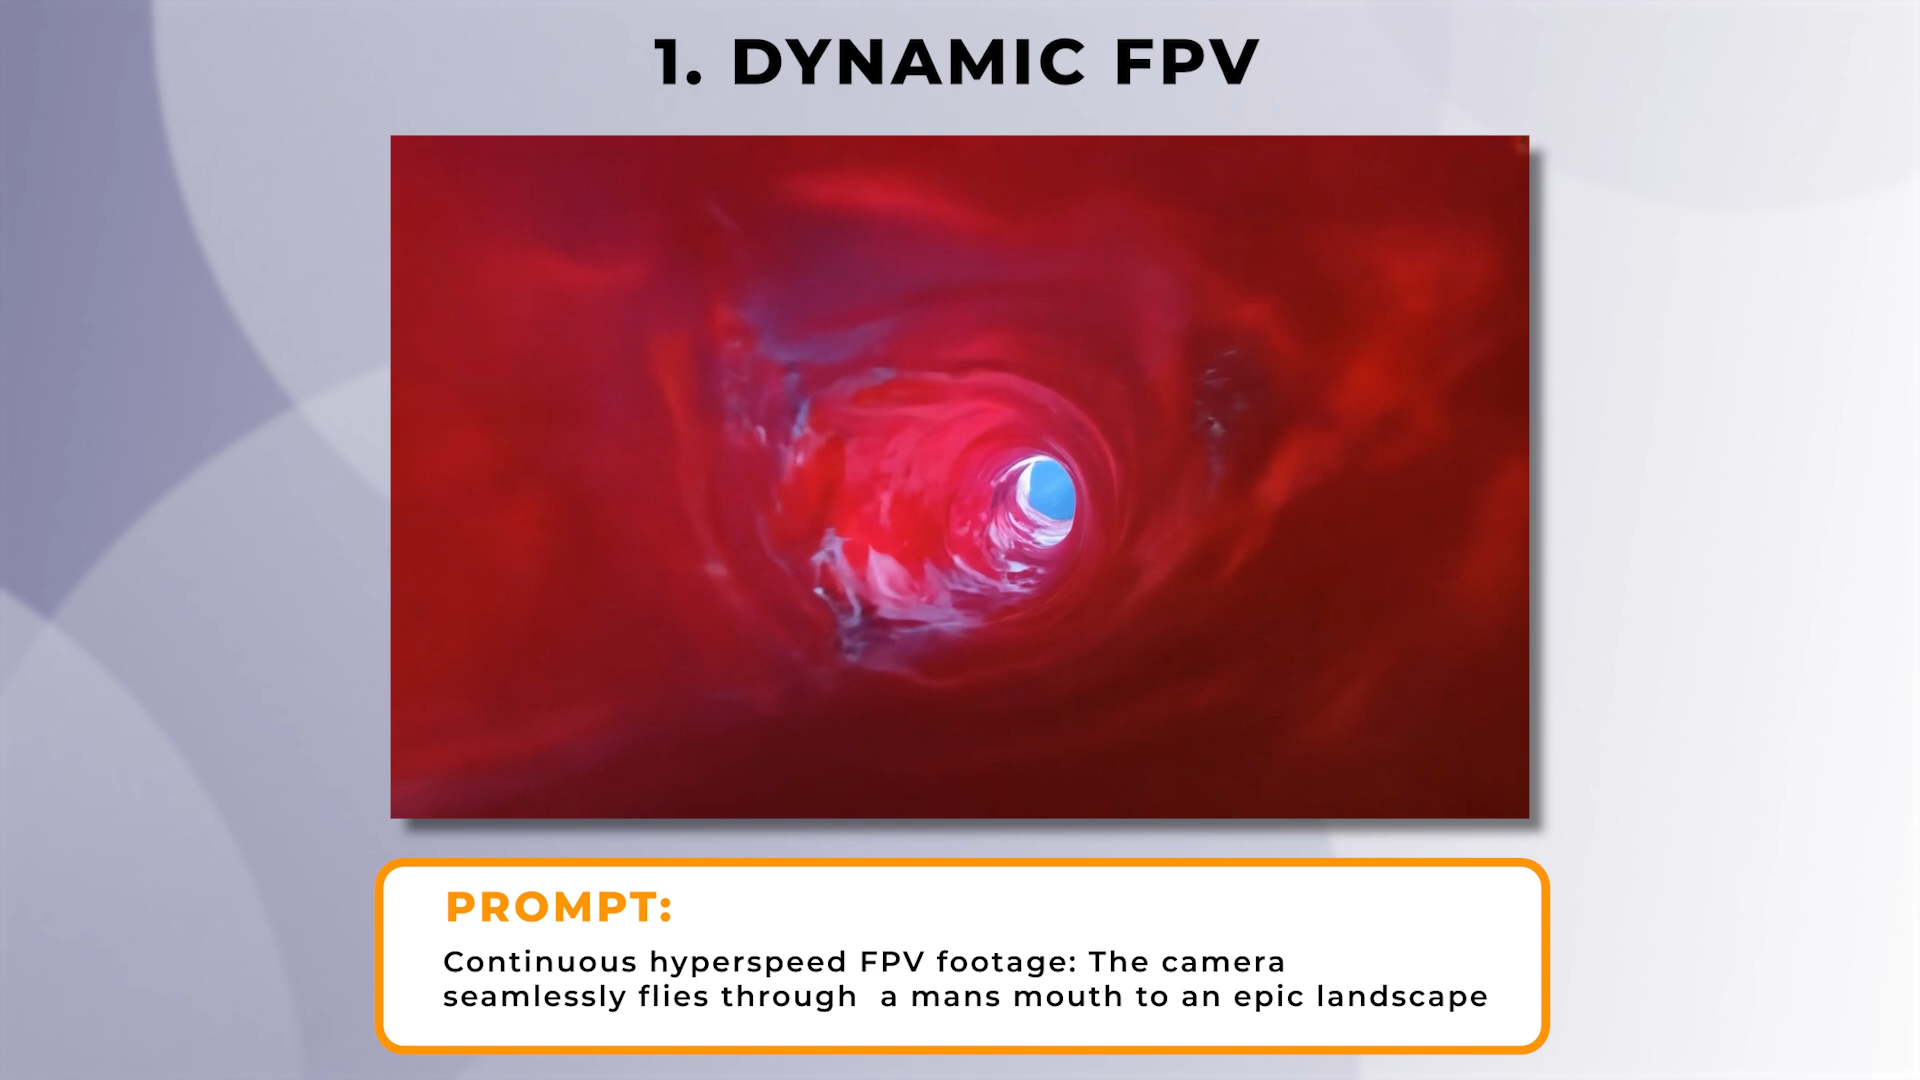 1. DYNAMIC FPV
PROMPT:
Continuous hyperspeed FPV footage: The camera
seamlessly flies through  a mans mouth to an epic landscape